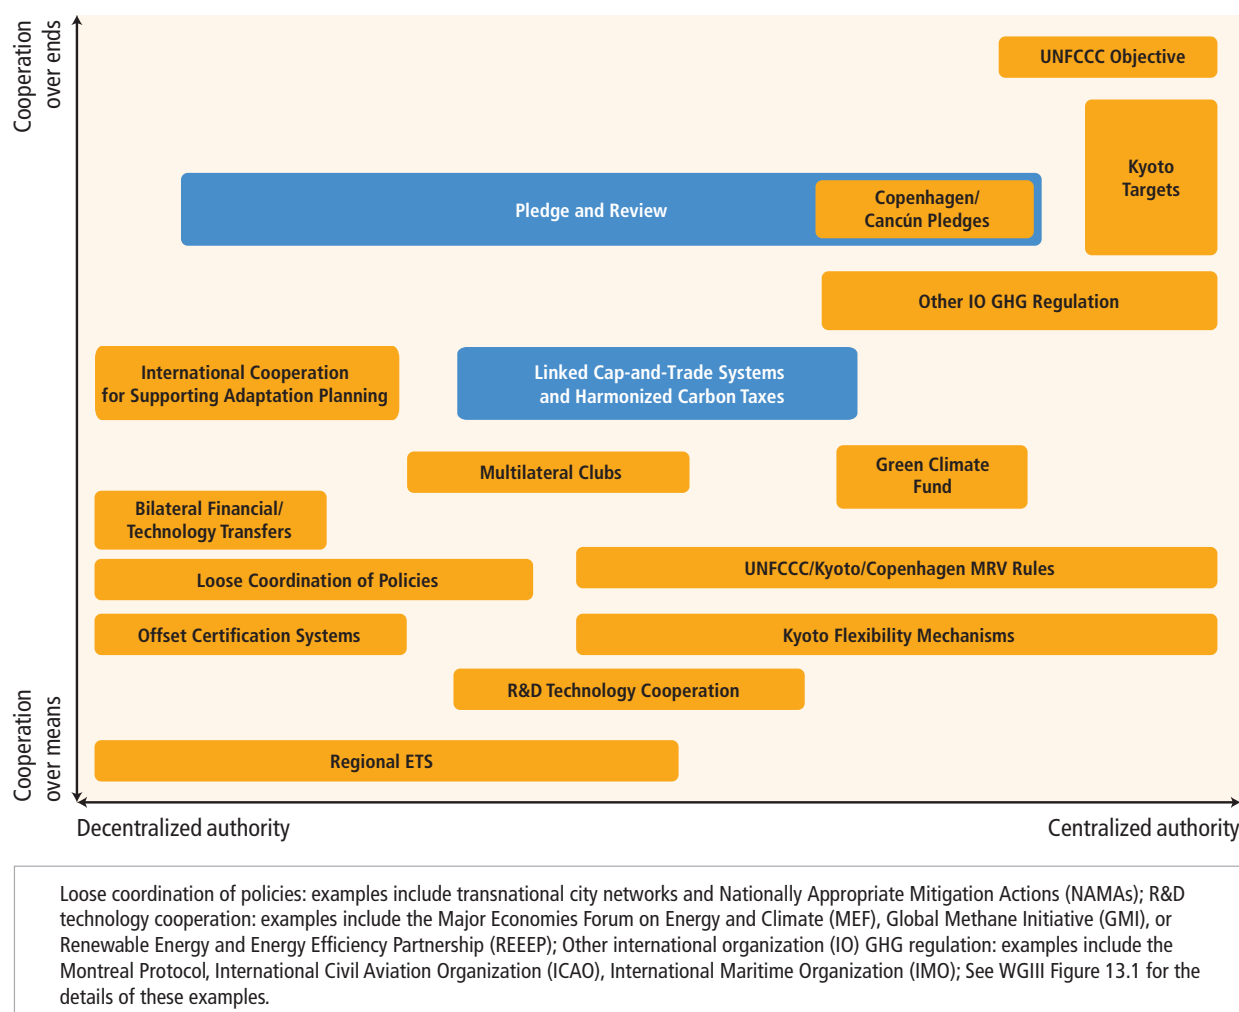 Cooperation
over ends
UNFCCC Objective
Kyoto
Targets
Pledge and Review
Copenhagen/
Cancún Pledges
Other IO GHG Regulation
International Cooperation
for Supporting Adaptation Planning
Linked Cap-and-Trade Systems
and Harmonized Carbon Taxes
Multilateral Clubs
Green Climate
Fund
Bilateral Financial/
Technology Transfers
Loose Coordination of Policies
UNFCCC/Kyoto/Copenhagen MRV Rules
Offset Certification Systems
Kyoto Flexibility Mechanisms
R&D Technology Cooperation
Regional ETS
Cooperation
over means
Decentralized authority
Centralized authority
Loose coordination of policies: examples include transnational city networks and Nationally Appropriate Mitigation Actions (NAMAs); R&D
technology cooperation: examples include the Major Economies Forum on Energy and Climate (MEF), Global Methane Initiative (GMI), or
Renewable Energy and Energy Efficiency Partnership (REEEP); Other international organization (IO) GHG regulation: examples include the
Montreal Protocol, International Civil Aviation Organization (ICAO), International Maritime Organization (IMO); See WGIII Figure 13.1 for the
details of these examples.